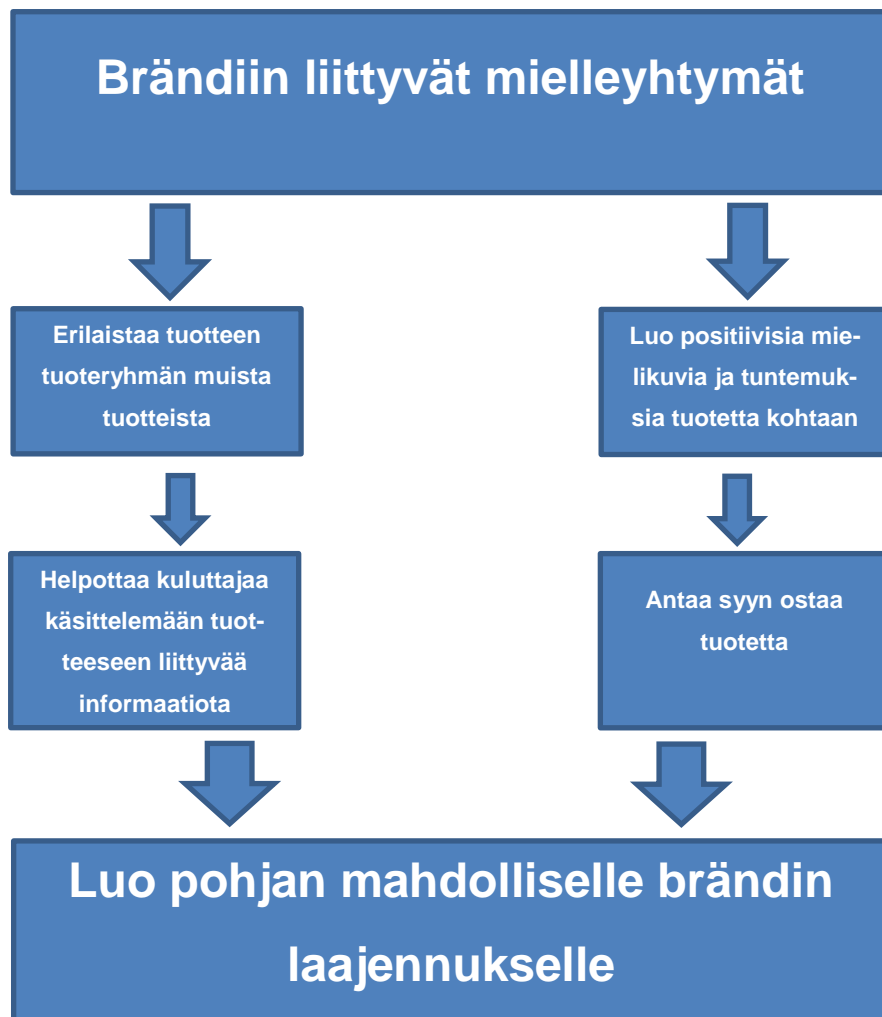 Brändiin liittyvät mielleyhtymät
Erilaistaa tuotteen
tuoteryhmän muista
tuotteista
Luo positiivisia mie-
likuvia ja tuntemuk-
sia tuotetta kohtaan
Helpottaa kuluttajaa
käsittelemään tuot-
teeseen liittyvää
informaatiota
Antaa syyn ostaa
tuotetta
Luo pohjan mahdolliselle brändin
laajennukselle